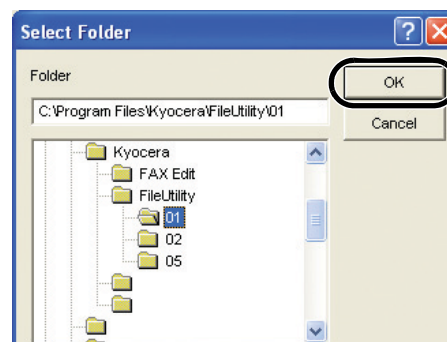 Select Folder
Folder
OK
C:\Program Files\Kyocera\FileUtility\01
Cancel
Kyocera
FAX Edit
FileUtility
01
02
05